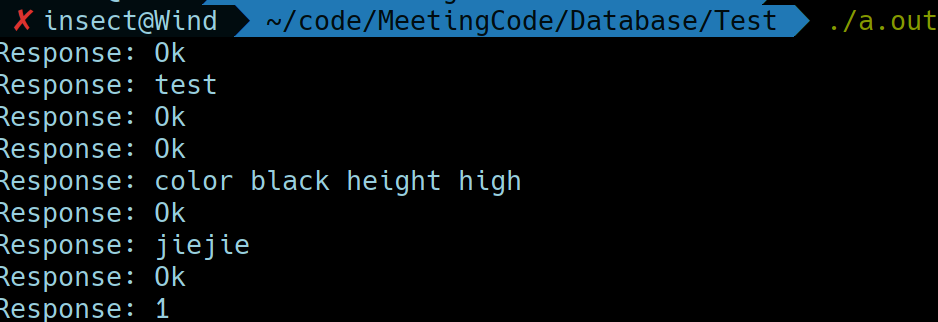 ✗ insect@Wind ~/code/MeetingCode/Database/Test ./a.out
Response: Ok
Response: test
Response: Ok
Response: Ok
Response: color black height high
Response: Ok
Response: jiejie
Response: Ok
Response: 1